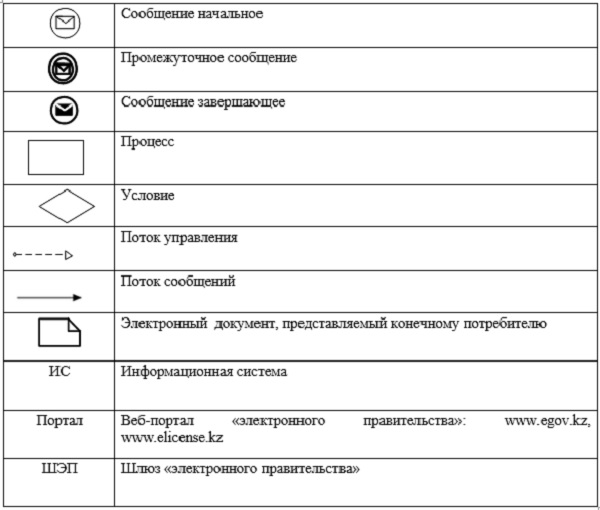 Сообщение начальное
Промежуточное сообщение
Сообщение завершающее
Процесс
Условие
Поток управления
Поток сообщений
Электронный документ, представляемый конечному потребителю
ИС Информационная система
Портал Веб-портал «электронного правительства»: www.egov.kz,
www.elicense.kz
ШЭП Шлюз «электронного правительства»